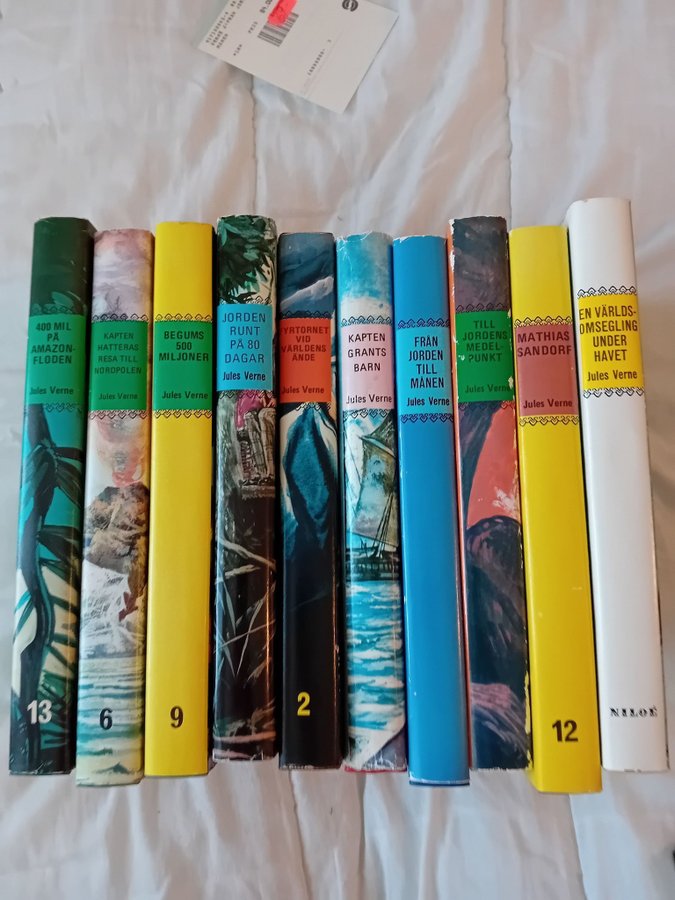 400 MIL
PÅ
AMAZON-
FLODEN
Jules Verne
13
KAPTEN
HATTERAS
RESA TILL
NORDPOLEN
Jules Verne
6
BEGUMS
500
MILJONER
Jules Verne
9
JORDEN
RUNT
PÅ 80
DAGAR
Jules Verne
FYRTORNET
VID
VÄRLDENS
ÄNDE
Jules Verne
2
KAPTEN
GRANTS
BARN
Jules Verne
FRÅN
JORDEN
TILL
MÅNEN
Jules Verne
TILL
JORDENS
MEDEL-
PUNKT
Jules Verne
MATHIAS
SANDORF
Jules Verne
12
EN VÄRLDS-
OMSEGLING
UNDER
HAVET
Jules Verne
NILOÉ